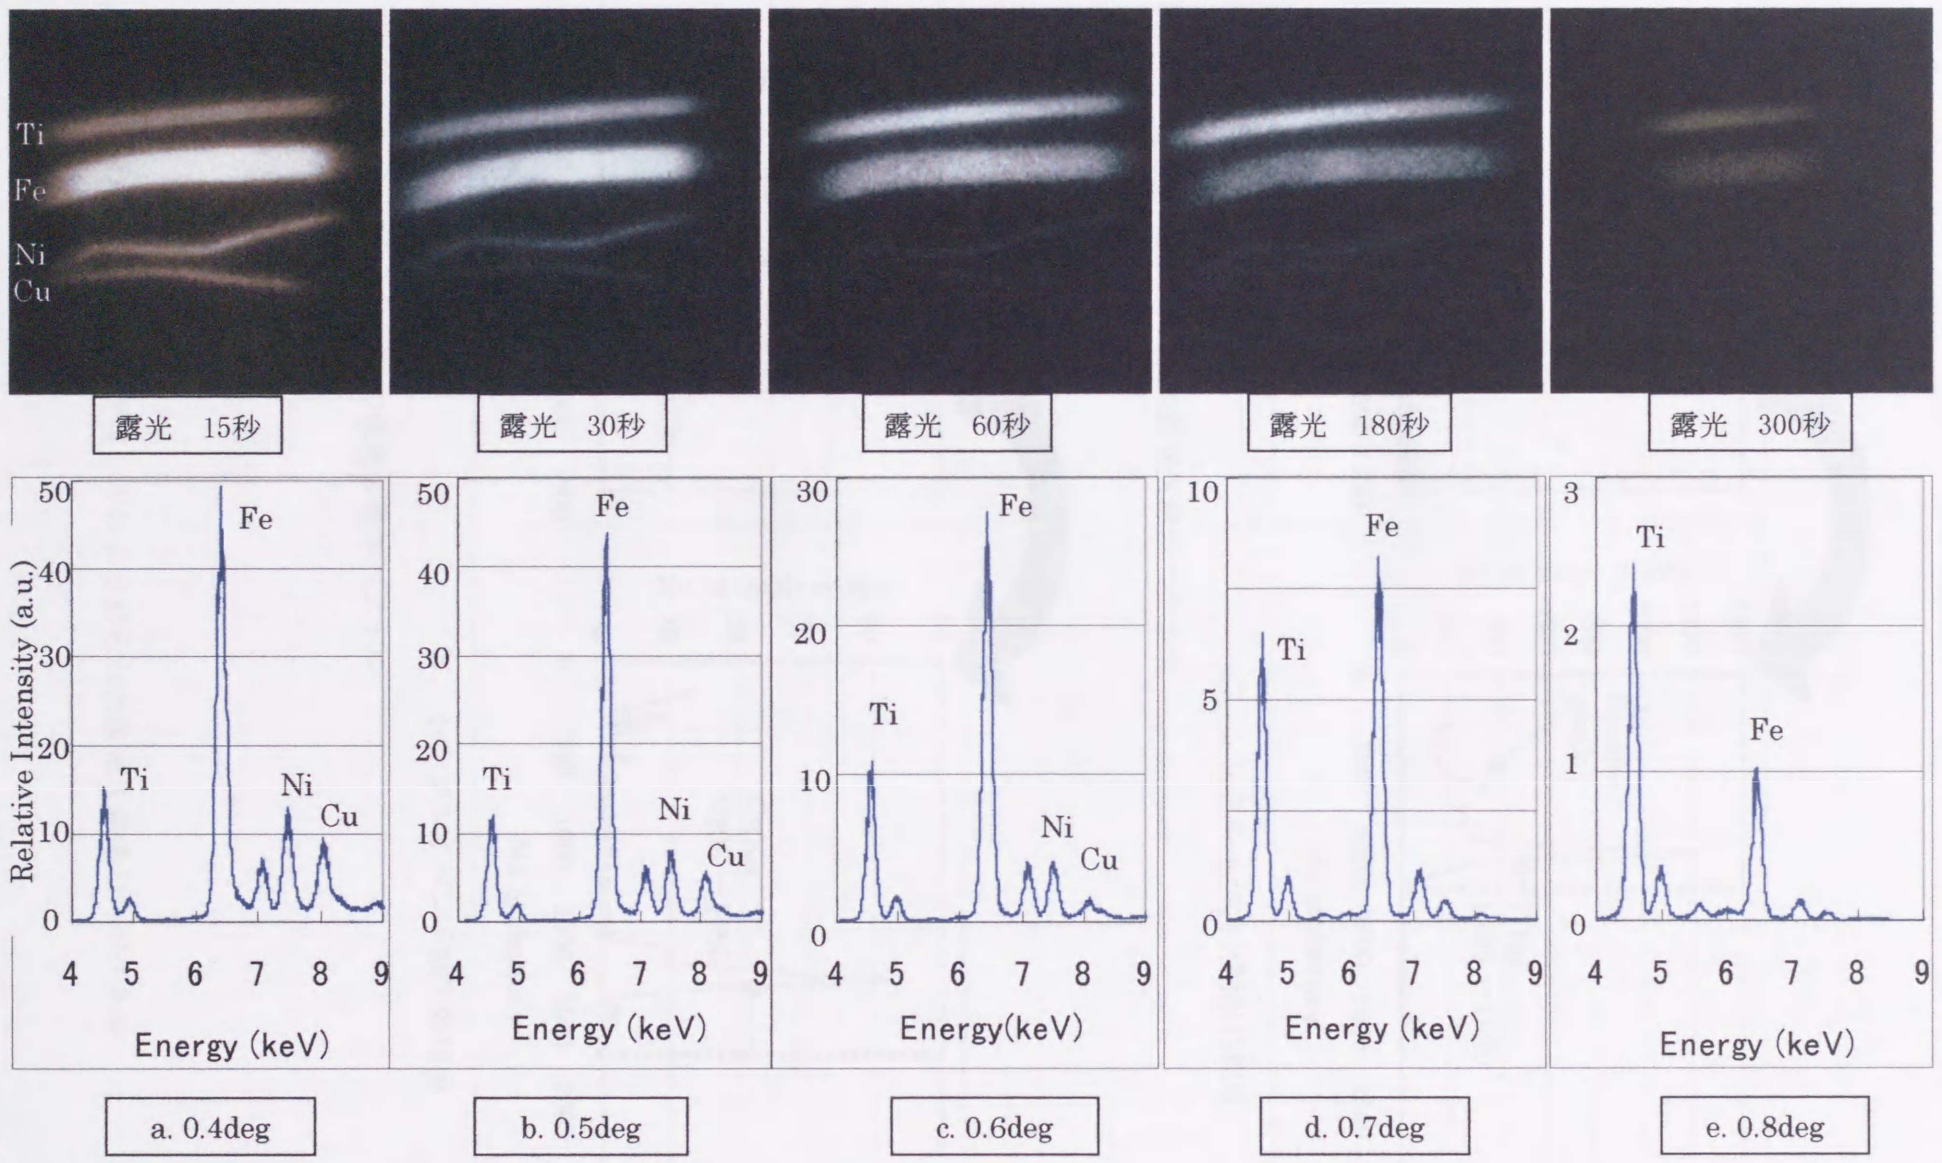 Ti
Fe
Ni
Cu
露光 15秒
露光 30秒
露光 60秒
露光 180秒
露光 300秒
Relative Intensity (a.u.)
50
40
30
20
10
0
Ti
Fe
Ni
Cu
4 5 6 7 8 9
Energy (keV)
50
40
30
20
10
0
Ti
Fe
Ni
Cu
4 5 6 7 8 9
Energy (keV)
30
20
10
0
Ti
Fe
Ni
Cu
4 5 6 7 8 9
Energy(keV)
10
5
0
Ti
Fe
4 5 6 7 8 9
Energy (keV)
3
2
1
0
Ti
Fe
4 5 6 7 8 9
Energy (keV)
a. 0.4deg
b. 0.5deg
c. 0.6deg
d. 0.7deg
e. 0.8deg